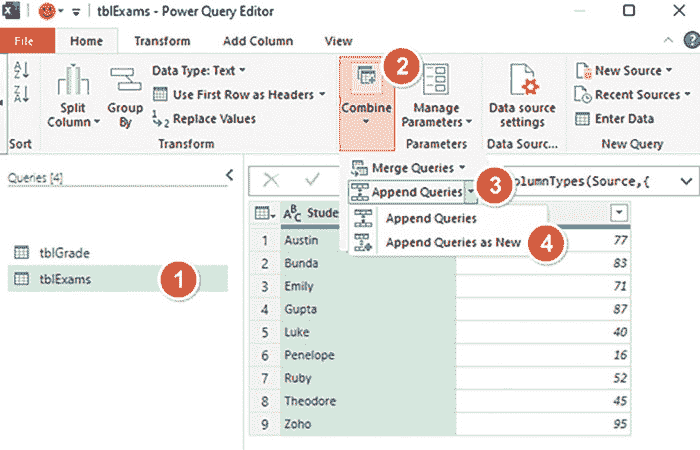 tblExams - Power Query Editor
File Home Transform Add Column View
2
A
Z
Z
A
Sort
Split
Column
Group
By
Data Type: Text
Use First Row as Headers
1
2
Replace Values
Transform
Combine
Manage
Parameters
Parameters
Data source
settings
Data Sourc...
New Source
Recent Sources
Enter Data
New Query
Queries [4]
Merge Queries
Append Queries
3
olumnTypes(Source,{
Append Queries
Append Queries as New
4
tblGrade
tblExams
1
ABC Stude
1 Austin 77
2 Bunda 83
3 Emily 71
4 Gupta 87
5 Luke 40
6 Penelope 16
7 Ruby 52
8 Theodore 45
9 Zoho 95